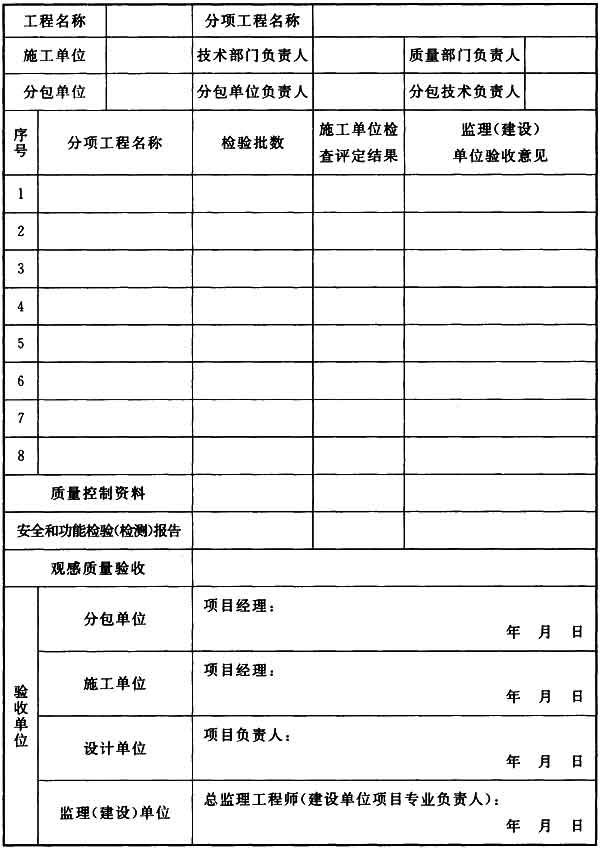 工程名称 分项工程名称
施工单位 技术部门负责人 质量部门负责人
分包单位 分包单位负责人 分包技术负责人
序号 分项工程名称 检验批数 施工单位检查评定结果 监理(建设)单位验收意见
1
2
3
4
5
6
7
8
质量控制资料
安全和功能检验(检测)报告
观感质量验收
验收单位
分包单位 项目经理：
年 月 日
施工单位 项目经理：
年 月 日
设计单位 项目负责人：
年 月 日
监理(建设)单位 总监理工程师(建设单位项目专业负责人)：
年 月 日